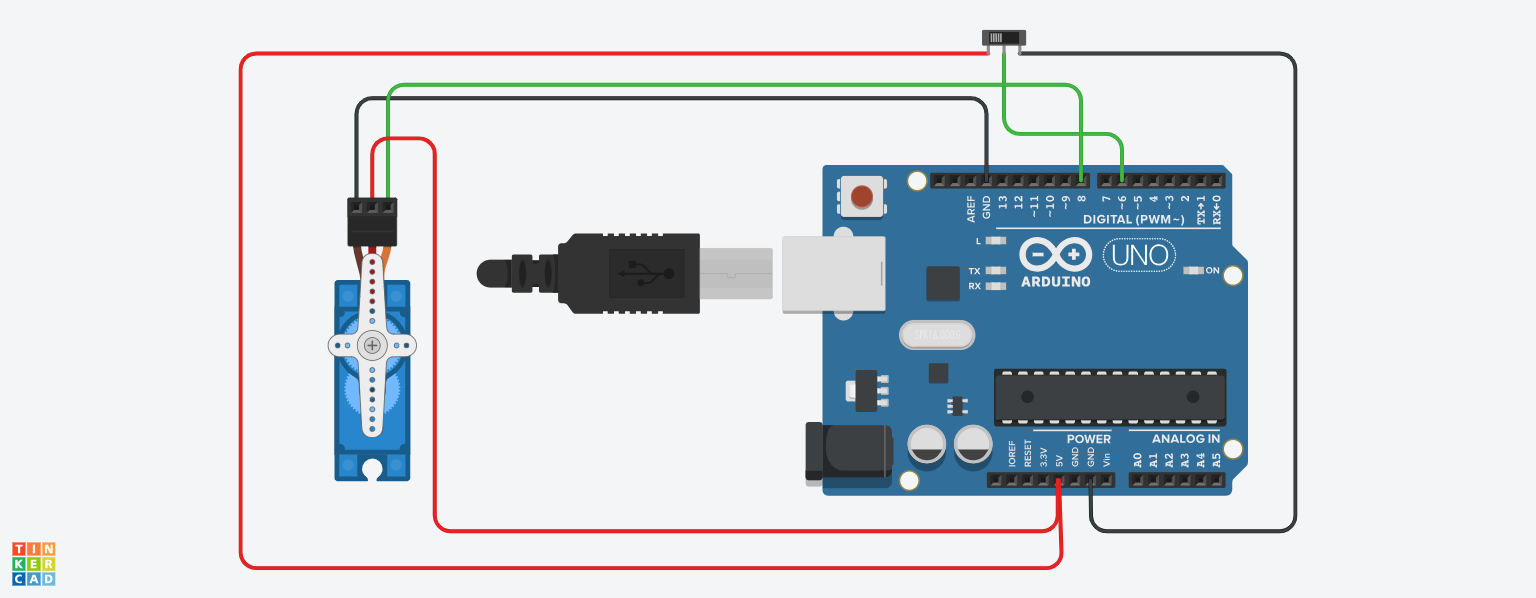 AREF
GND
13
12
~11
~10
~9
8
7
~6
~5
4
~3
2
TX→1
RX←0
DIGITAL (PWM~)
L
TX
RX
UNO
ON
ARDUINO
POWER
ANALOG IN
IOREF
RESET
3.3V
5V
GND
GND
Vin
A0
A1
A2
A3
A4
A5
TIN
KER
CAD